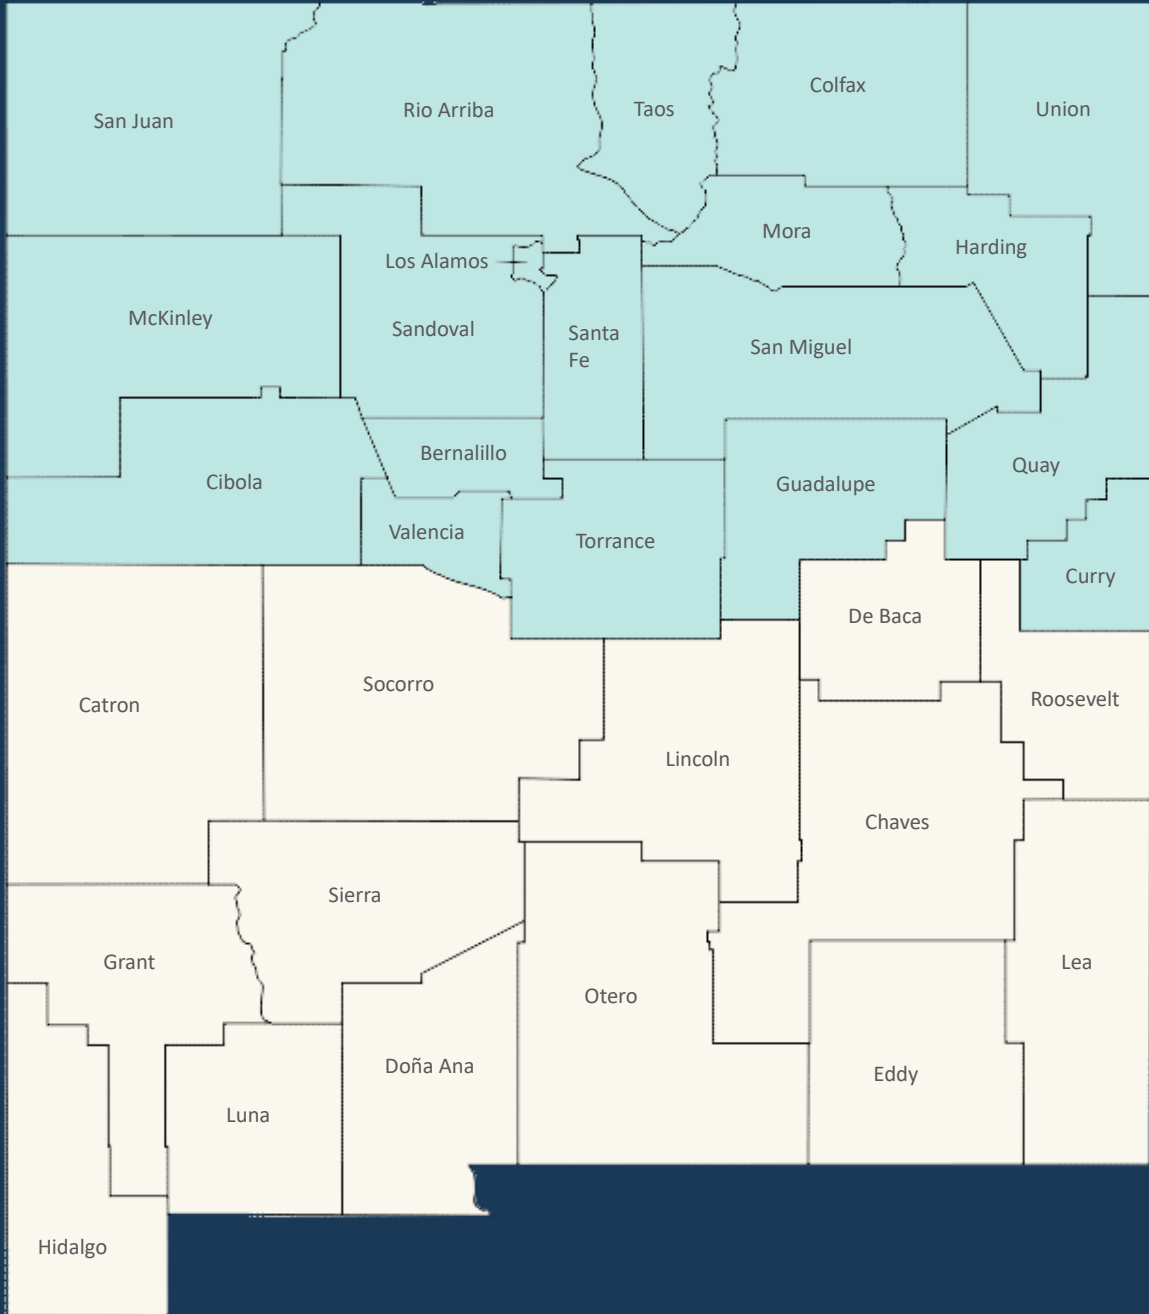 San Juan
Rio Arriba
Taos
Colfax
Union
Mora
Harding
Los Alamos
McKinley
Sandoval
Santa
Fe
San Miguel
Bernalillo
Cibola
Guadalupe
Quay
Valencia
Torrance
Curry
De Baca
Catron
Socorro
Roosevelt
Lincoln
Chaves
Sierra
Grant
Otero
Lea
Doña Ana
Eddy
Luna
Hidalgo